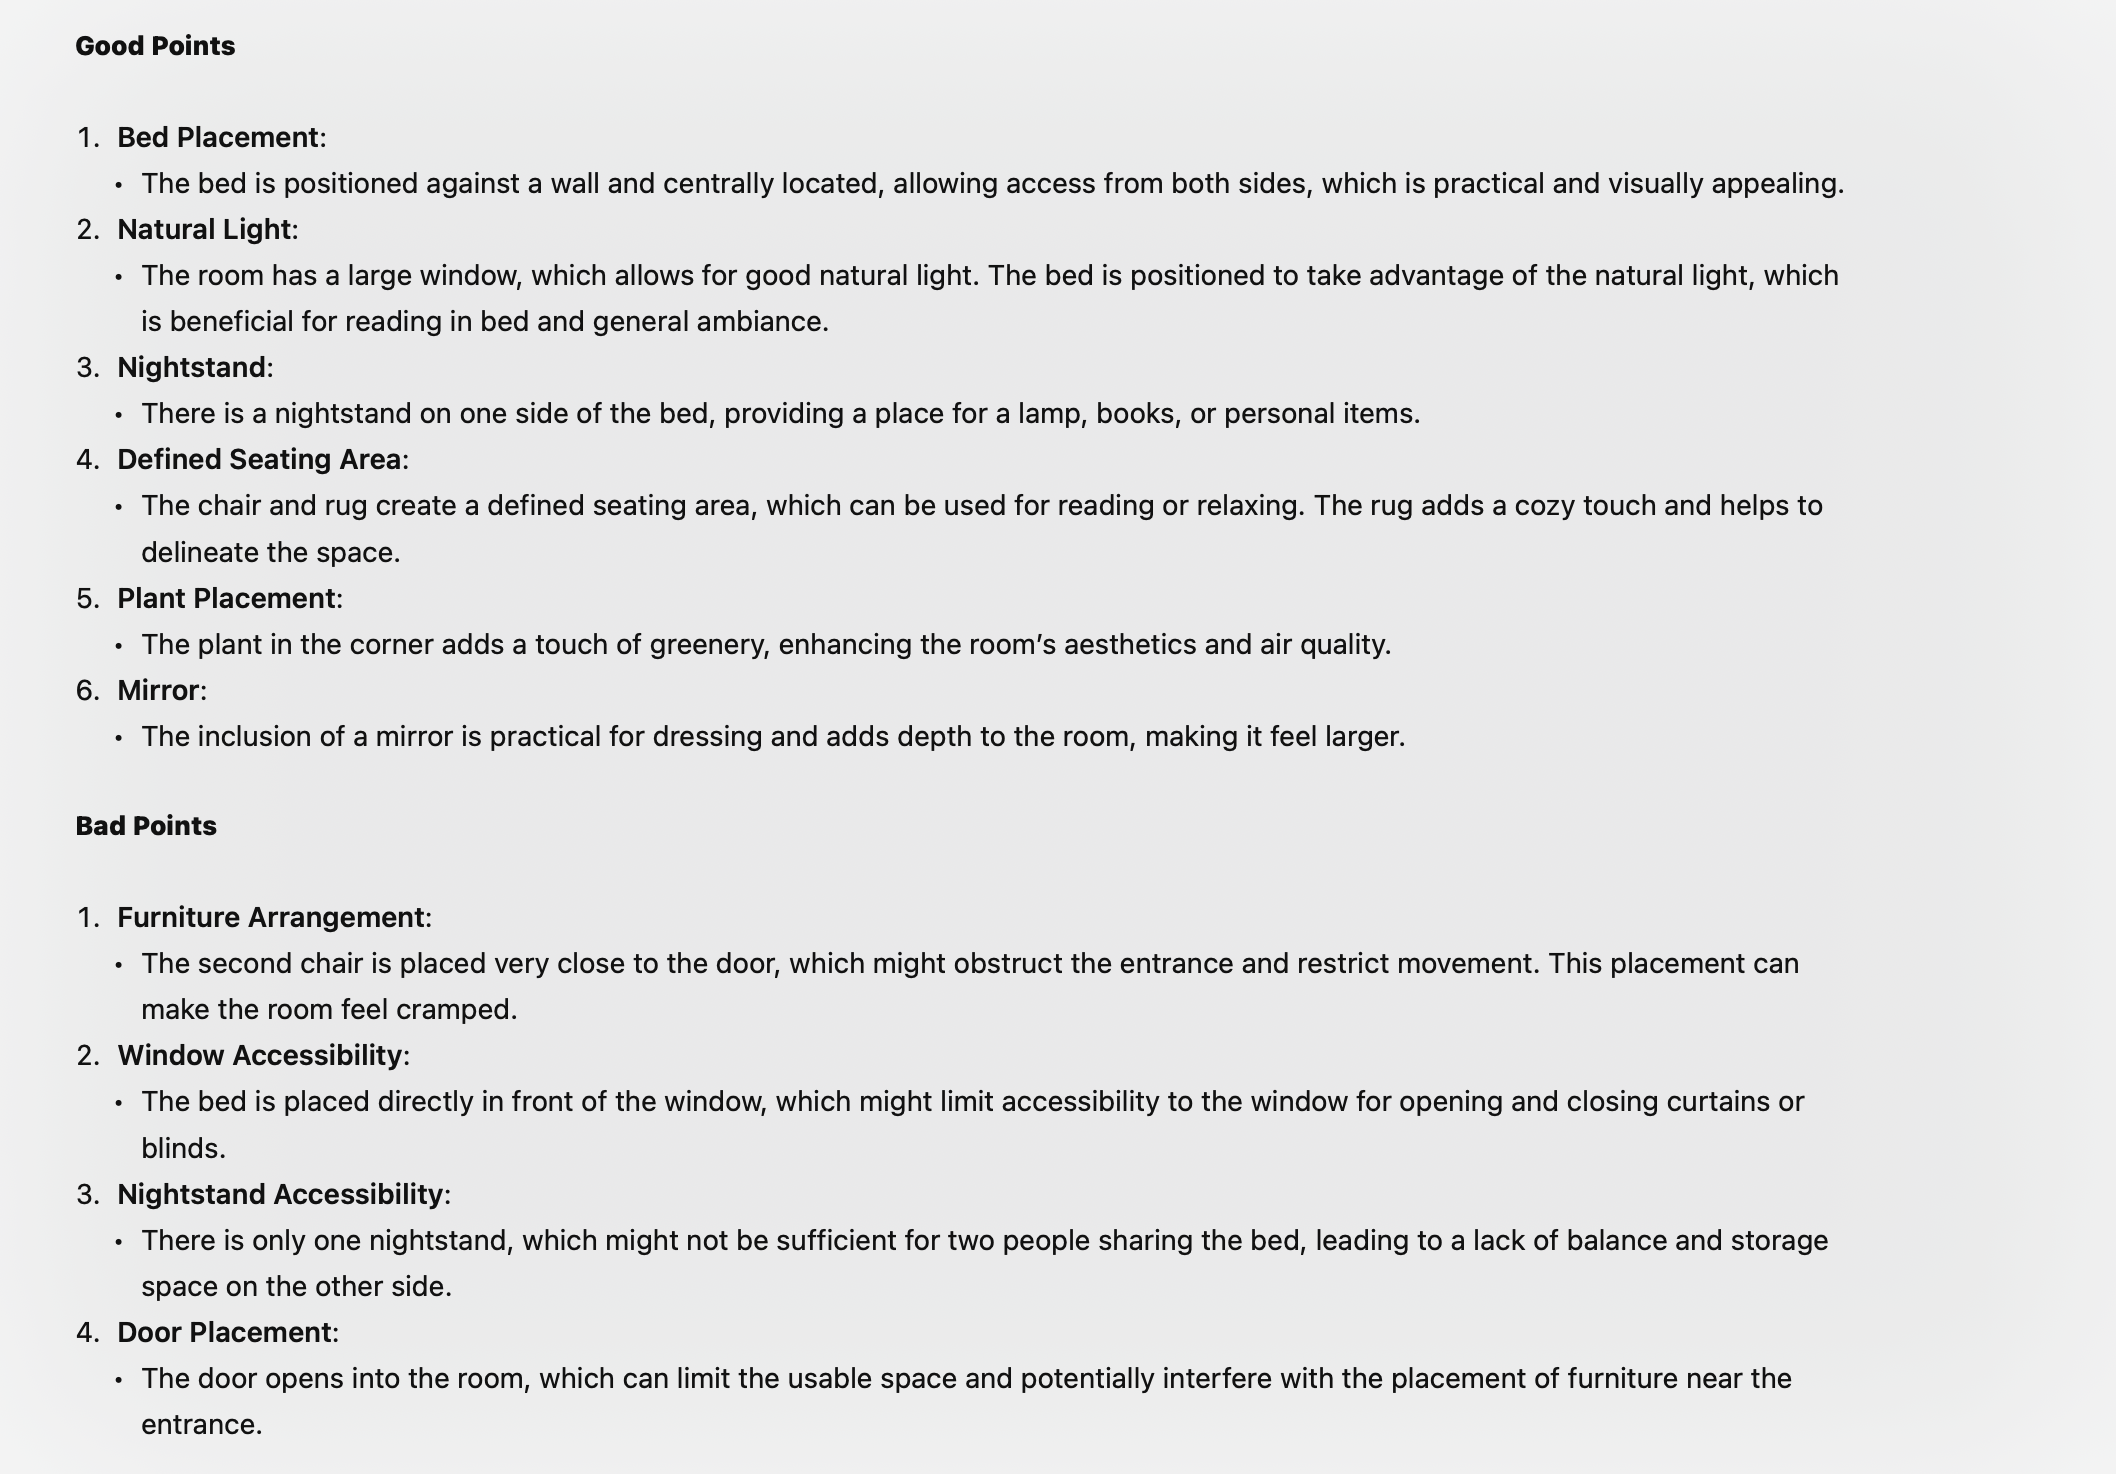 Good Points
1. Bed Placement:
• The bed is positioned against a wall and centrally located, allowing access from both sides, which is practical and visually appealing.
2. Natural Light:
• The room has a large window, which allows for good natural light. The bed is positioned to take advantage of the natural light, which
is beneficial for reading in bed and general ambiance.
3. Nightstand:
• There is a nightstand on one side of the bed, providing a place for a lamp, books, or personal items.
4. Defined Seating Area:
• The chair and rug create a defined seating area, which can be used for reading or relaxing. The rug adds a cozy touch and helps to
delineate the space.
5. Plant Placement:
• The plant in the corner adds a touch of greenery, enhancing the room’s aesthetics and air quality.
6. Mirror:
• The inclusion of a mirror is practical for dressing and adds depth to the room, making it feel larger.
Bad Points
1. Furniture Arrangement:
• The second chair is placed very close to the door, which might obstruct the entrance and restrict movement. This placement can
make the room feel cramped.
2. Window Accessibility:
• The bed is placed directly in front of the window, which might limit accessibility to the window for opening and closing curtains or
blinds.
3. Nightstand Accessibility:
• There is only one nightstand, which might not be sufficient for two people sharing the bed, leading to a lack of balance and storage
space on the other side.
4. Door Placement:
• The door opens into the room, which can limit the usable space and potentially interfere with the placement of furniture near the
entrance.